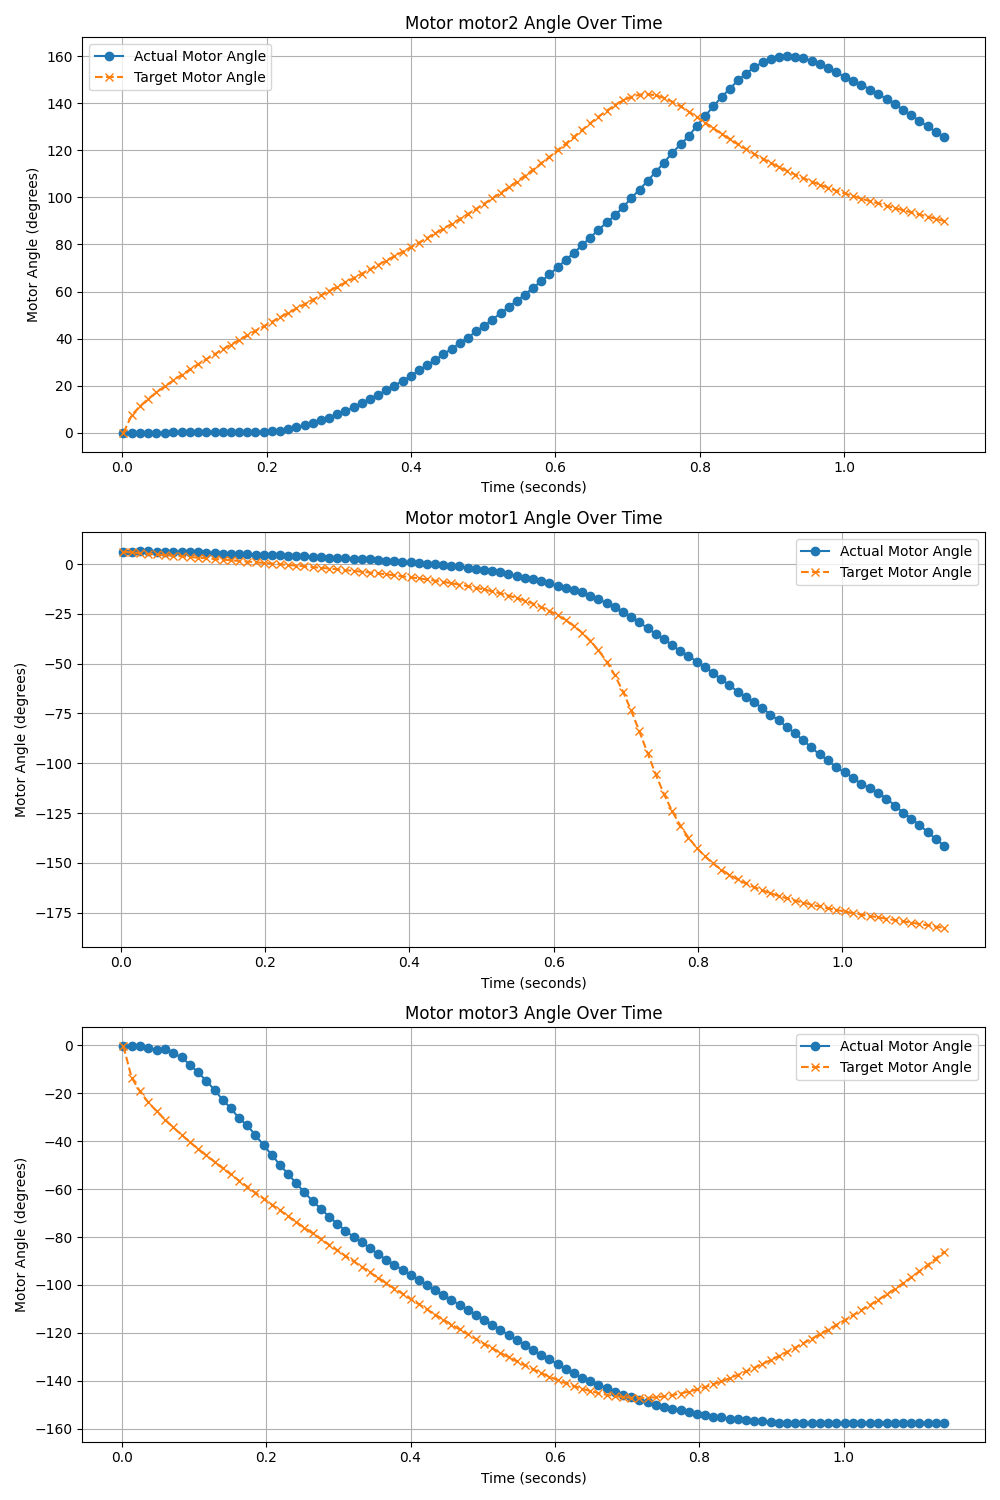 Motor motor2 Angle Over Time
Actual Motor Angle
Target Motor Angle
Motor Angle (degrees)
160
140
120
100
80
60
40
20
0
0.0 0.2 0.4 0.6 0.8 1.0
Time (seconds)
Motor motor1 Angle Over Time
Actual Motor Angle
Target Motor Angle
Motor Angle (degrees)
0
−25
−50
−75
−100
−125
−150
−175
0.0 0.2 0.4 0.6 0.8 1.0
Time (seconds)
Motor motor3 Angle Over Time
Actual Motor Angle
Target Motor Angle
Motor Angle (degrees)
0
−20
−40
−60
−80
−100
−120
−140
−160
0.0 0.2 0.4 0.6 0.8 1.0
Time (seconds)